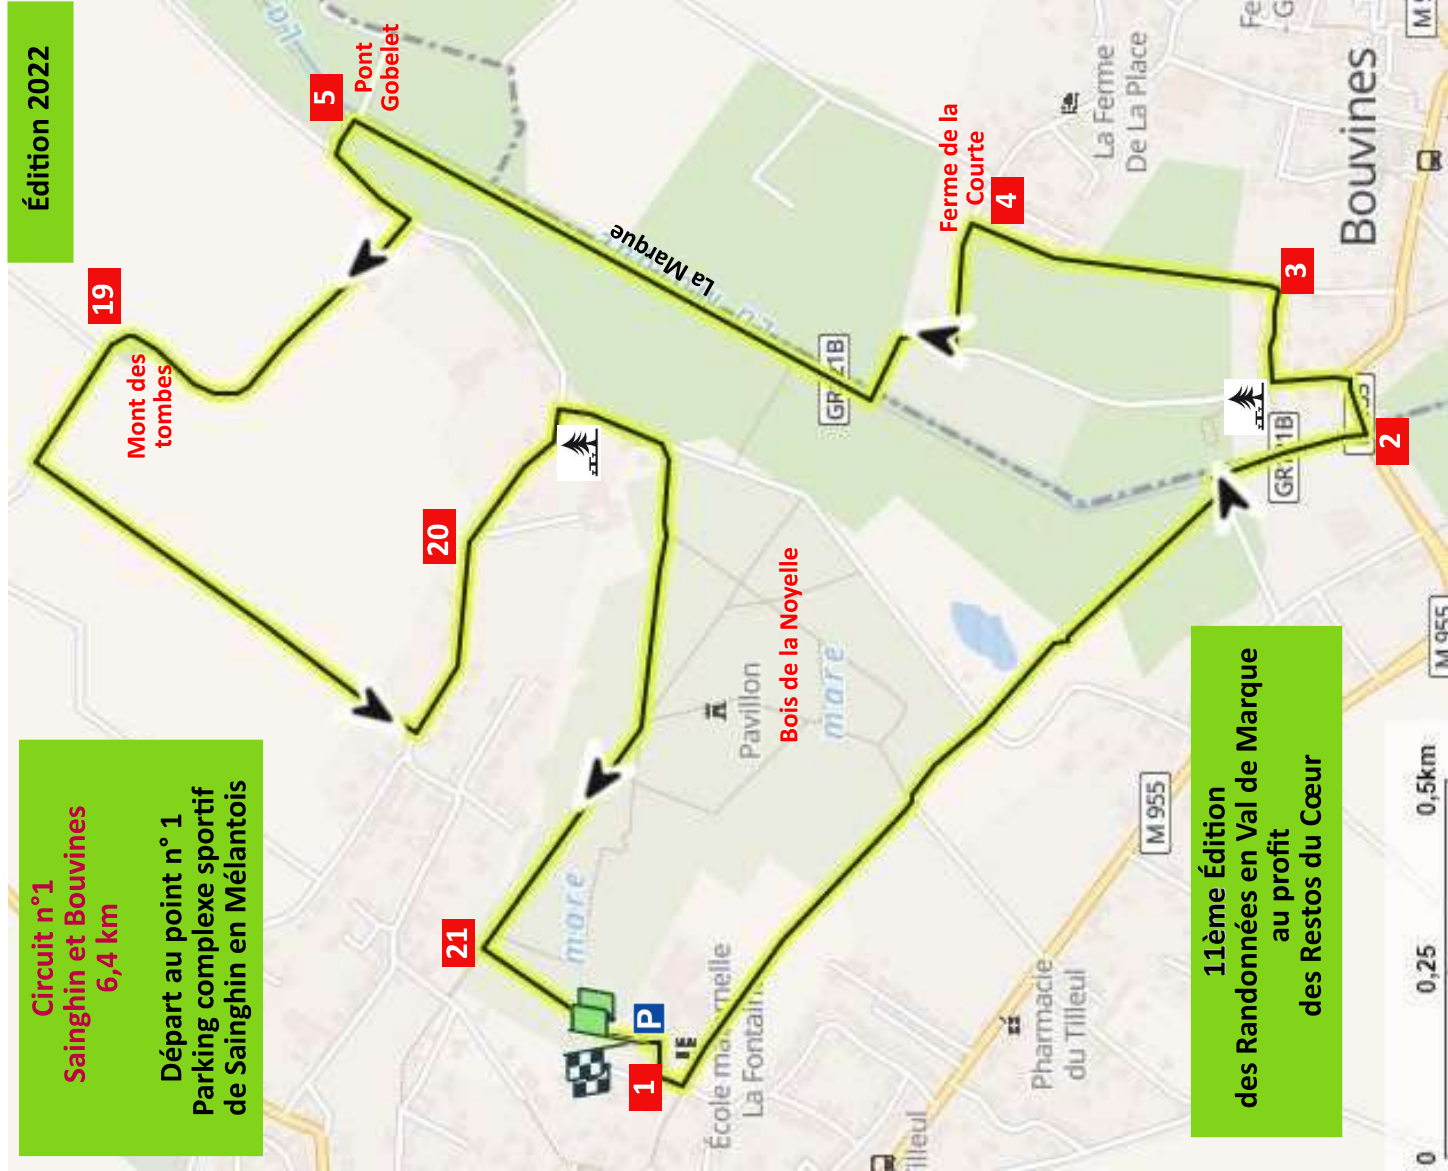 Circuit n°1
Sainghin et Bouvines
6,4 km
Départ au point n° 1
Parking complexe sportif
de Sainghin en Mélantois
Édition 2022
5
Pont
Gobelet
19
Mont des
tombes
20
21
La Marque
Ferme de la
Courte
4
La Ferme
De La Place
Bouvines
3
2
GR 121B
Bois de la Noyelle
Pavillon
mare
mare
P
1
École maternelle
La Fontaine
Pharmacie
du Tilleul
Tilleul
M 955
M 955
11ème Édition
des Randonnées en Val de Marque
au profit
des Restos du Cœur
0
0,25
0,5km